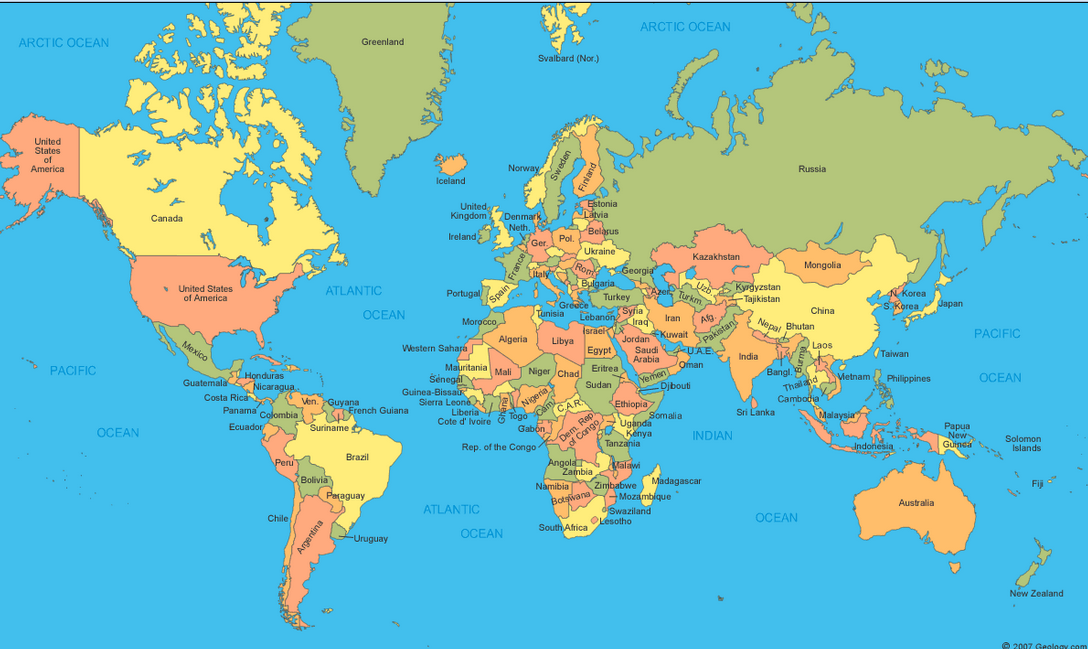 ARCTIC OCEAN
Greenland
ARCTIC OCEAN
Svalbard (Nor.)
United
States
of
America
Canada
Iceland
Norway
Sweden
Finland
Russia
United
Kingdom
Ireland
Denmark
Neth.
Estonia
Latvia
Belarus
Ger.
Pol.
Ukraine
France
Italy
Rom.
Bulgaria
Georgia
Kazakhstan
Mongolia
United States
of America
ATLANTIC
OCEAN
Portugal
Spain
Greece
Turkey
Azer.
Turkm.
Uzb.
Kyrgyzstan
Tajikistan
China
N. Korea
S. Korea
Japan
PACIFIC
OCEAN
Morocco
Tunisia
Lebanon
Syria
Iraq
Iran
Afg.
Pakistan
Nepal
Bhutan
Mexico
Western Sahara
Algeria
Libya
Israel
Egypt
Jordan
Kuwait
Saudi
Arabia
U.A.E.
Oman
India
Bangl.
Burma
Laos
Taiwan
PACIFIC
OCEAN
Mauritania
Mali
Niger
Chad
Sudan
Eritrea
Yemen
Djibouti
Thailand
Vietnam
Cambodia
Philippines
Guatemala
Honduras
Nicaragua
Costa Rica
Panama
Ven.
Guyana
French Guiana
Suriname
Colombia
Ecuador
Senegal
Guinea-Bissau
Sierra Leone
Liberia
Cote d' Ivoire
Ghana
Togo
Nigeria
Cam.
C.A.R.
Ethiopia
Somalia
Sri Lanka
Malaysia
Indonesia
Papua
New
Guinea
Solomon
Islands
Gabon
Rep. of the Congo
Dem. Rep
of Congo
Uganda
Kenya
Tanzania
INDIAN
OCEAN
Peru
Brazil
Bolivia
Paraguay
Chile
Argentina
Uruguay
ATLANTIC
OCEAN
Angola
Zambia
Malawi
Namibia
Botswana
Zimbabwe
Mozambique
Madagascar
Swaziland
Lesotho
South Africa
Australia
Fiji
New Zealand
© 2007 Geology.com